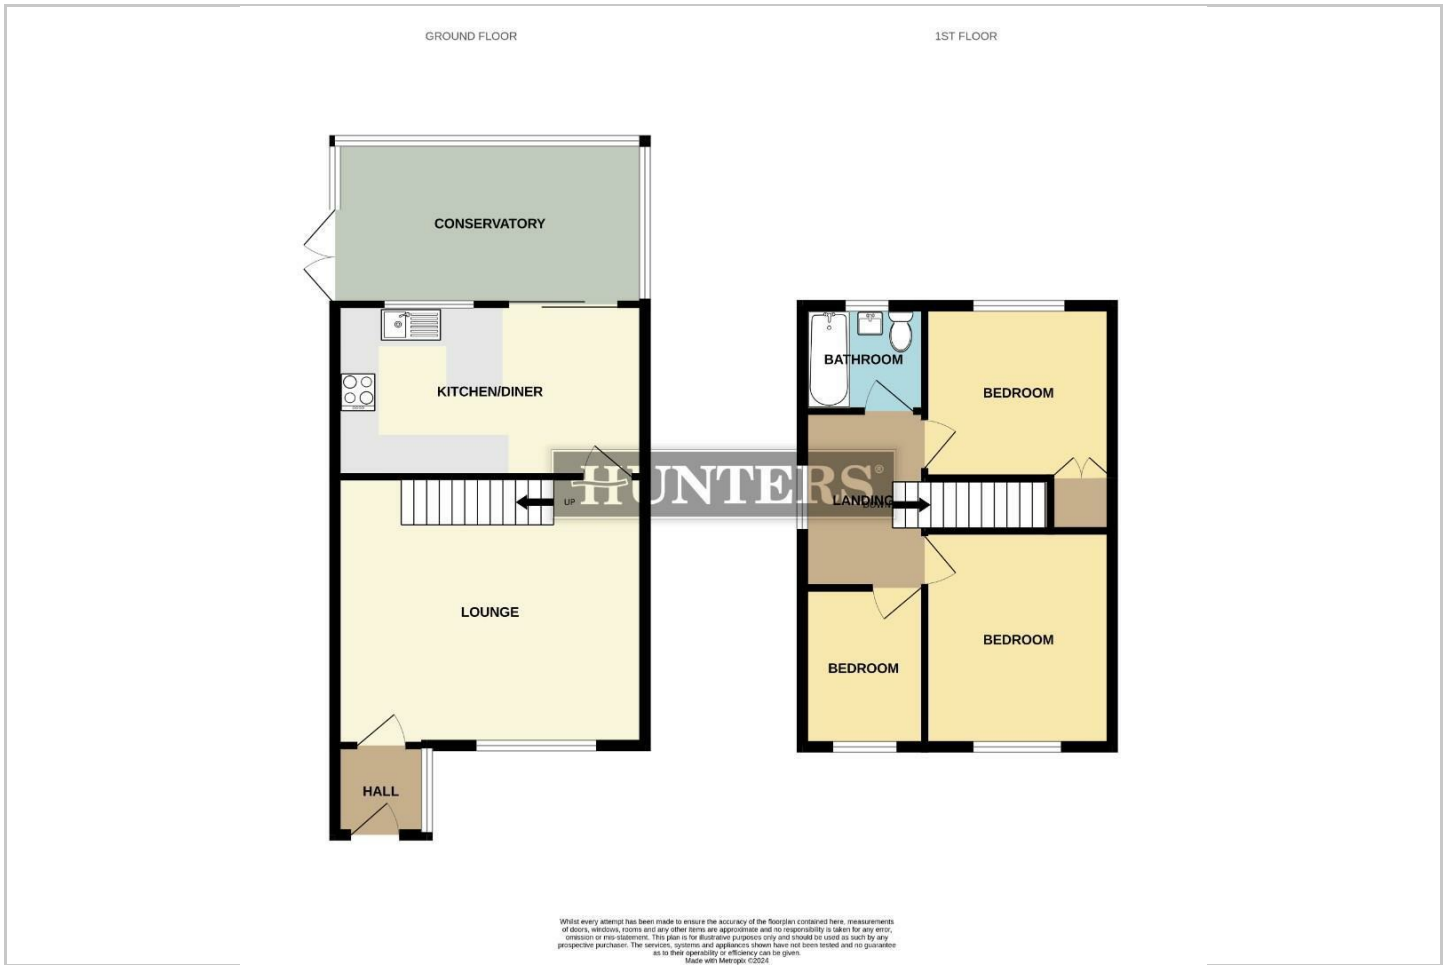 GROUND FLOOR
1ST FLOOR
CONSERVATORY
KITCHEN/DINER
BATHROOM
BEDROOM
HUNTERS®
UP
LANDING
DOWN
LOUNGE
BEDROOM
BEDROOM
HALL
Whilst every attempt has been made to ensure the accuracy of the floorplan contained here, measurements
of doors, windows, rooms and any other items are approximate and no responsibility is taken for any error,
omission or mis-statement. This plan is for illustrative purposes only and should be used as such by any
prospective purchaser. The services, systems and appliances shown have not been tested and no guarantee
as to their operability or efficiency can be given.
Made with Metropix ©2024